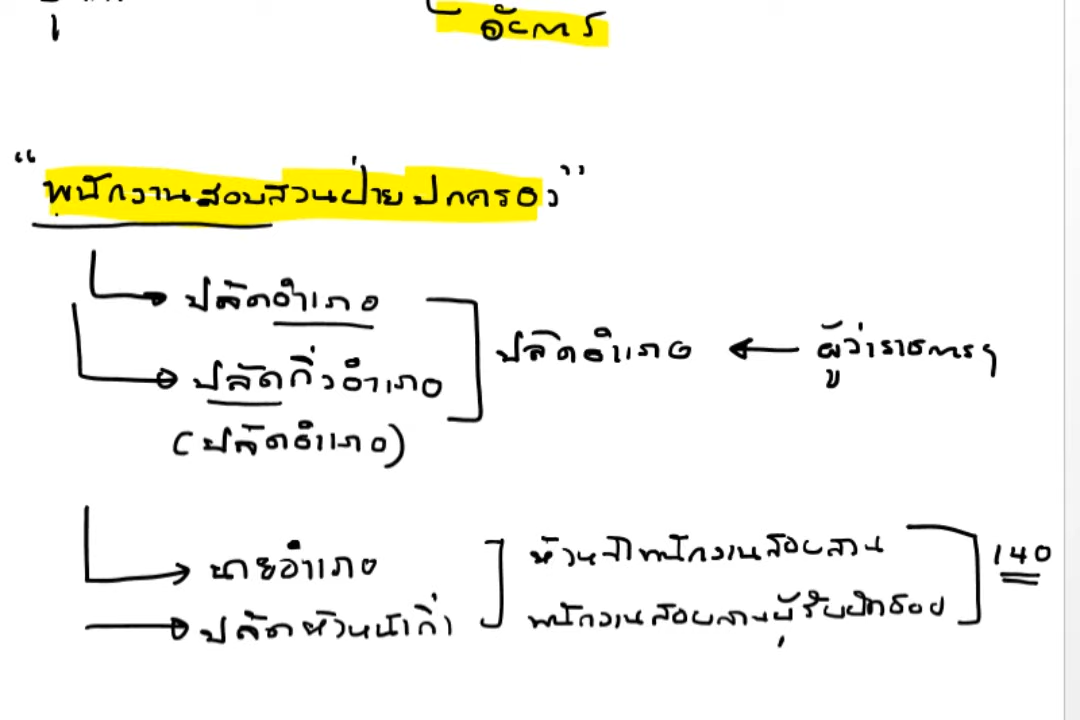 อัยการ
"พนักงานสอบสวนฝ่ายปกครอง"
ปลัดอำเภอ
ปลัดกิ่งอำเภอ
(ปลัดอำเภอ)
ปลัดอำเภอ ← ผู้ว่าราชการฯ
นายอำเภอ
ปลัดหัวหน้ากิ่ง
หัวหน้าพนักงานสอบสวน
พนักงานสอบสวนผู้รับผิดชอบ
140